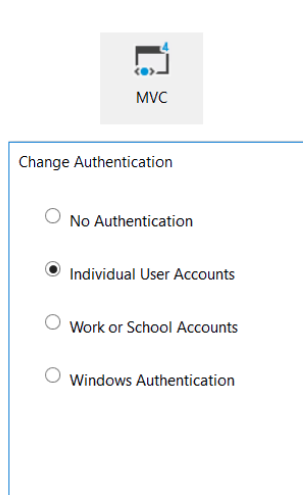 4
MVC
Change Authentication
No Authentication
Individual User Accounts
Work or School Accounts
Windows Authentication